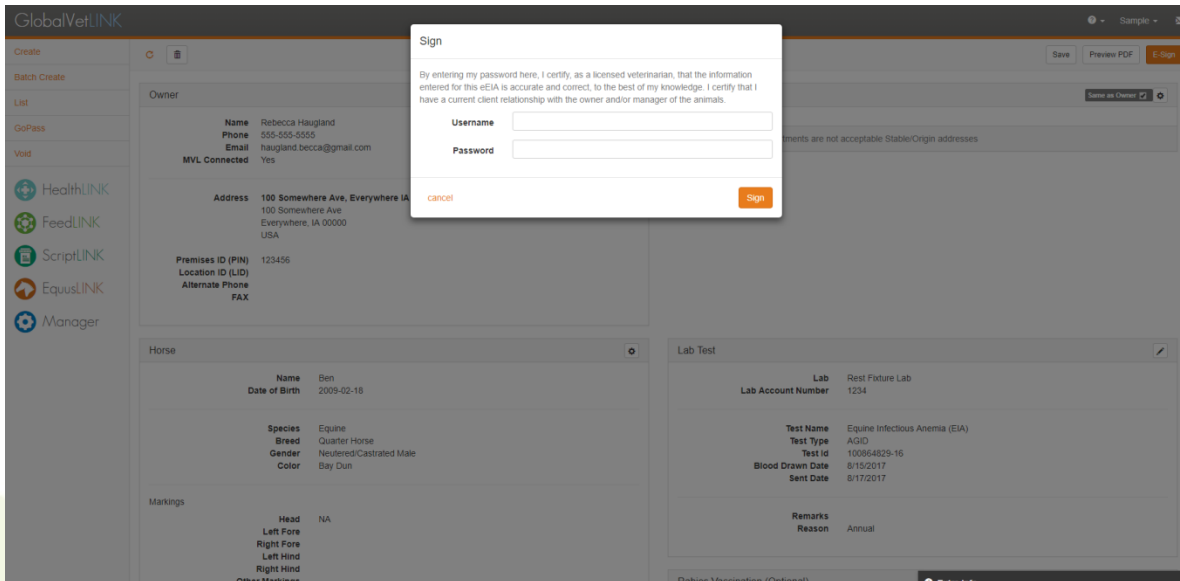 GlobalVetLINK
Sample
Create
Batch Create
List
GoPass
Void
HealthLINK
FeedLINK
ScriptLINK
EquusLINK
Manager
Save
Preview PDF
E-Sign
Sign
By entering my password here, I certify, as a licensed veterinarian, that the information
entered for this eEIA is accurate and correct, to the best of my knowledge. I certify that I
have a current client relationship with the owner and/or manager of the animals.
Username
Password
cancel
Sign
Owner
Name Rebecca Haugland
Phone 555-555-5555
Email haugland.becca@gmail.com
MVL Connected Yes
Address 100 Somewhere Ave, Everywhere IA
100 Somewhere Ave
Everywhere, IA 00000
USA
Premises ID (PIN) 123456
Location ID (LID)
Alternate Phone
FAX
Same as Owner
are not acceptable Stable/Origin addresses
Horse
Name Ben
Date of Birth 2009-02-18
Species Equine
Breed Quarter Horse
Gender Neutered/Castrated Male
Color Bay Dun
Markings
Head NA
Left Fore
Right Fore
Left Hind
Right Hind
Other Markings
Lab Test
Lab Rest Fixture Lab
Lab Account Number 1234
Test Name Equine Infectious Anemia (EIA)
Test Type AGID
Test Id 100864829-16
Blood Drawn Date 8/15/2017
Sent Date 8/17/2017
Remarks
Reason Annual
Rabies Vaccination (Optional)